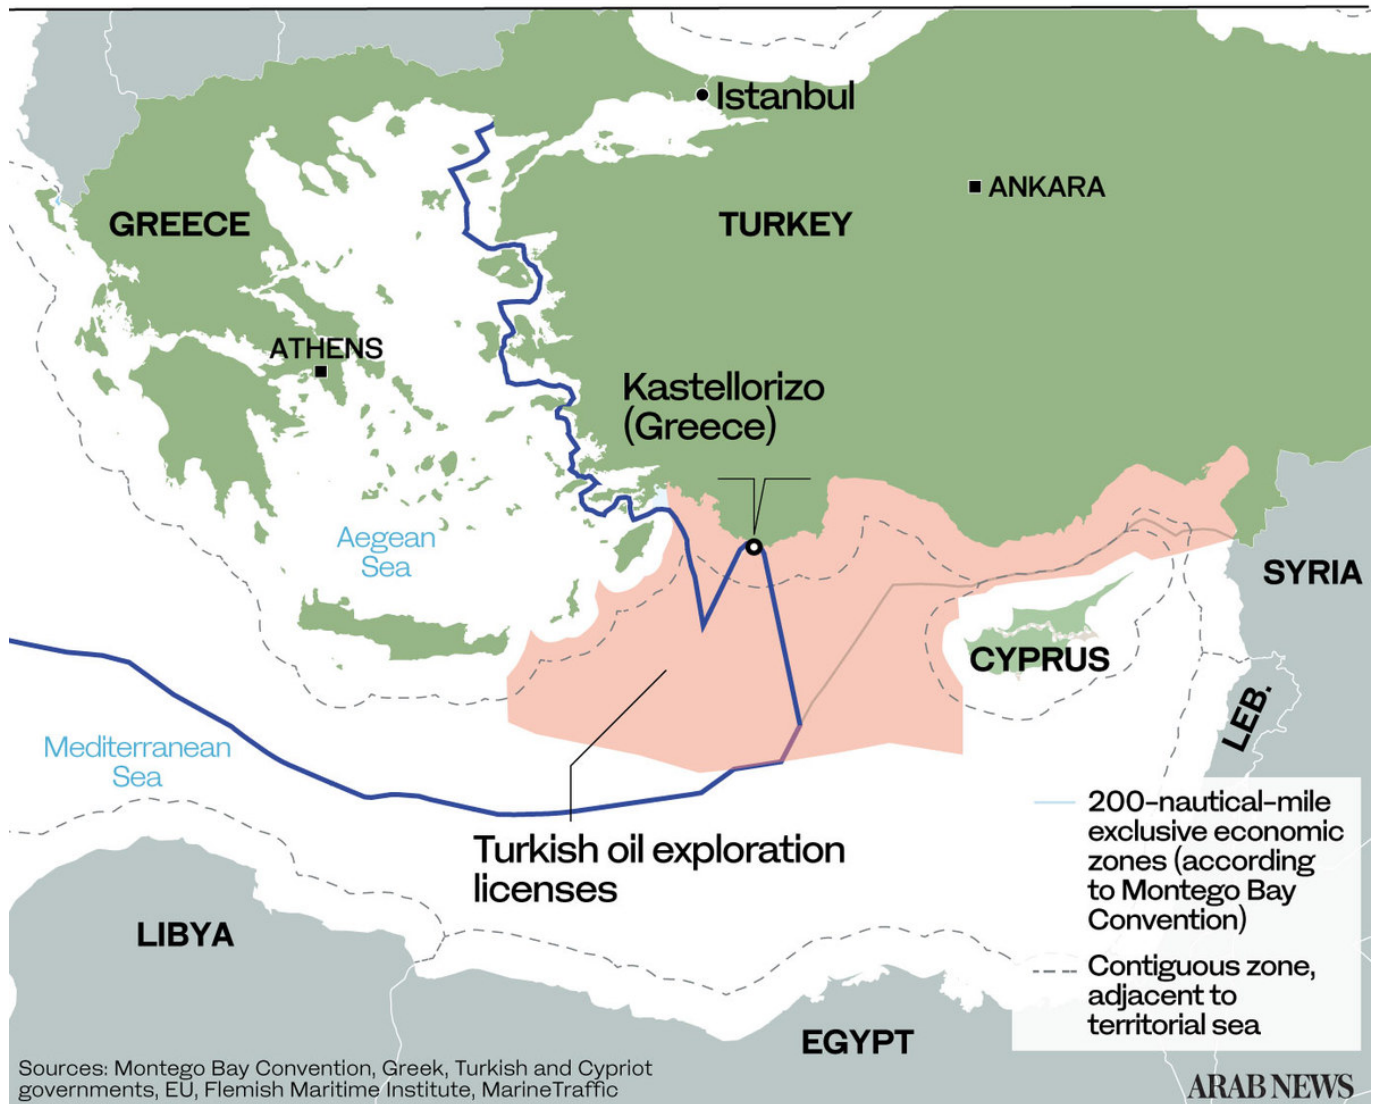 Istanbul
ANKARA
GREECE
TURKEY
ATHENS
Kastellorizo
(Greece)
Aegean
Sea
SYRIA
CYPRUS
LEB.
Mediterranean
Sea
Turkish oil exploration
licenses
200-nautical-mile
exclusive economic
zones (according
to Montego Bay
Convention)
Contiguous zone,
adjacent to
territorial sea
LIBYA
EGYPT
Sources: Montego Bay Convention, Greek, Turkish and Cypriot
governments, EU, Flemish Maritime Institute, MarineTraffic
ARAB NEWS